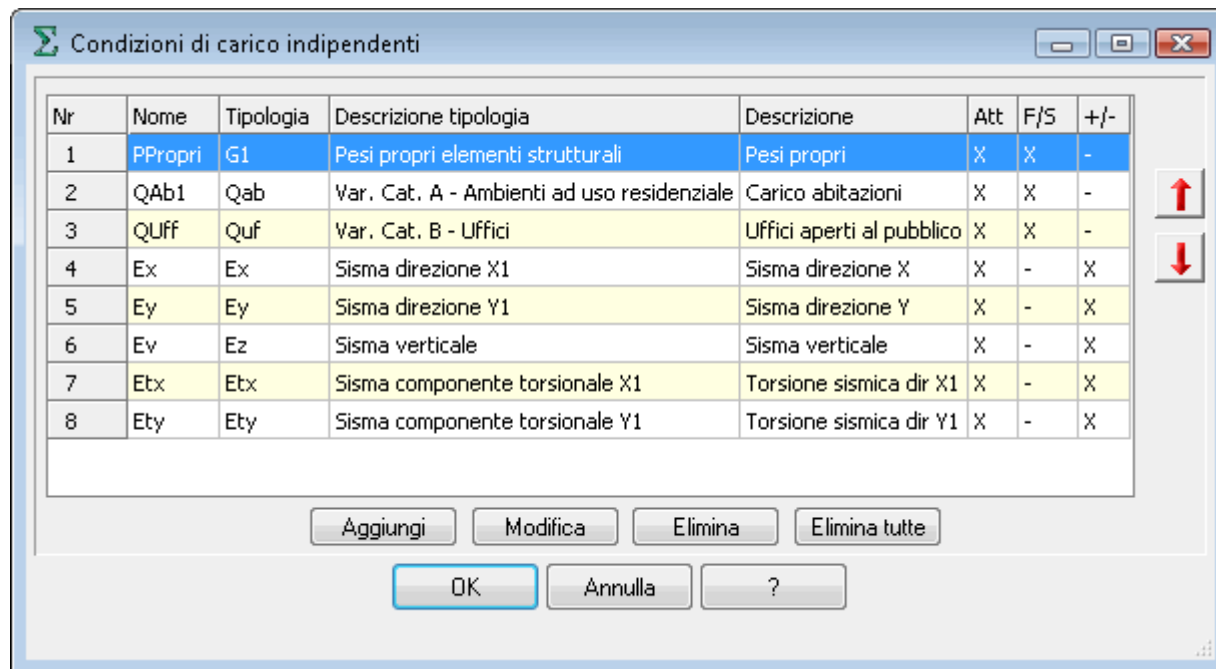 Condizioni di carico indipendenti
Nr Nome Tipologia Descrizione tipologia Descrizione Att F/S +/-
1 PPropri G1 Pesi propri elementi strutturali Pesi propri X X -
2 QAb1 Qab Var. Cat. A - Ambienti ad uso residenziale Carico abitazioni X X -
3 QUff Quf Var. Cat. B - Uffici Uffici aperti al pubblico X X -
4 Ex Ex Sisma direzione X1 Sisma direzione X X - X
5 Ey Ey Sisma direzione Y1 Sisma direzione Y X - X
6 Ev Ez Sisma verticale Sisma verticale X - X
7 Etx Etx Sisma componente torsionale X1 Torsione sismica dir X1 X - X
8 Ety Ety Sisma componente torsionale Y1 Torsione sismica dir Y1 X - X
Aggiungi Modifica Elimina Elimina tutte
OK Annulla ?